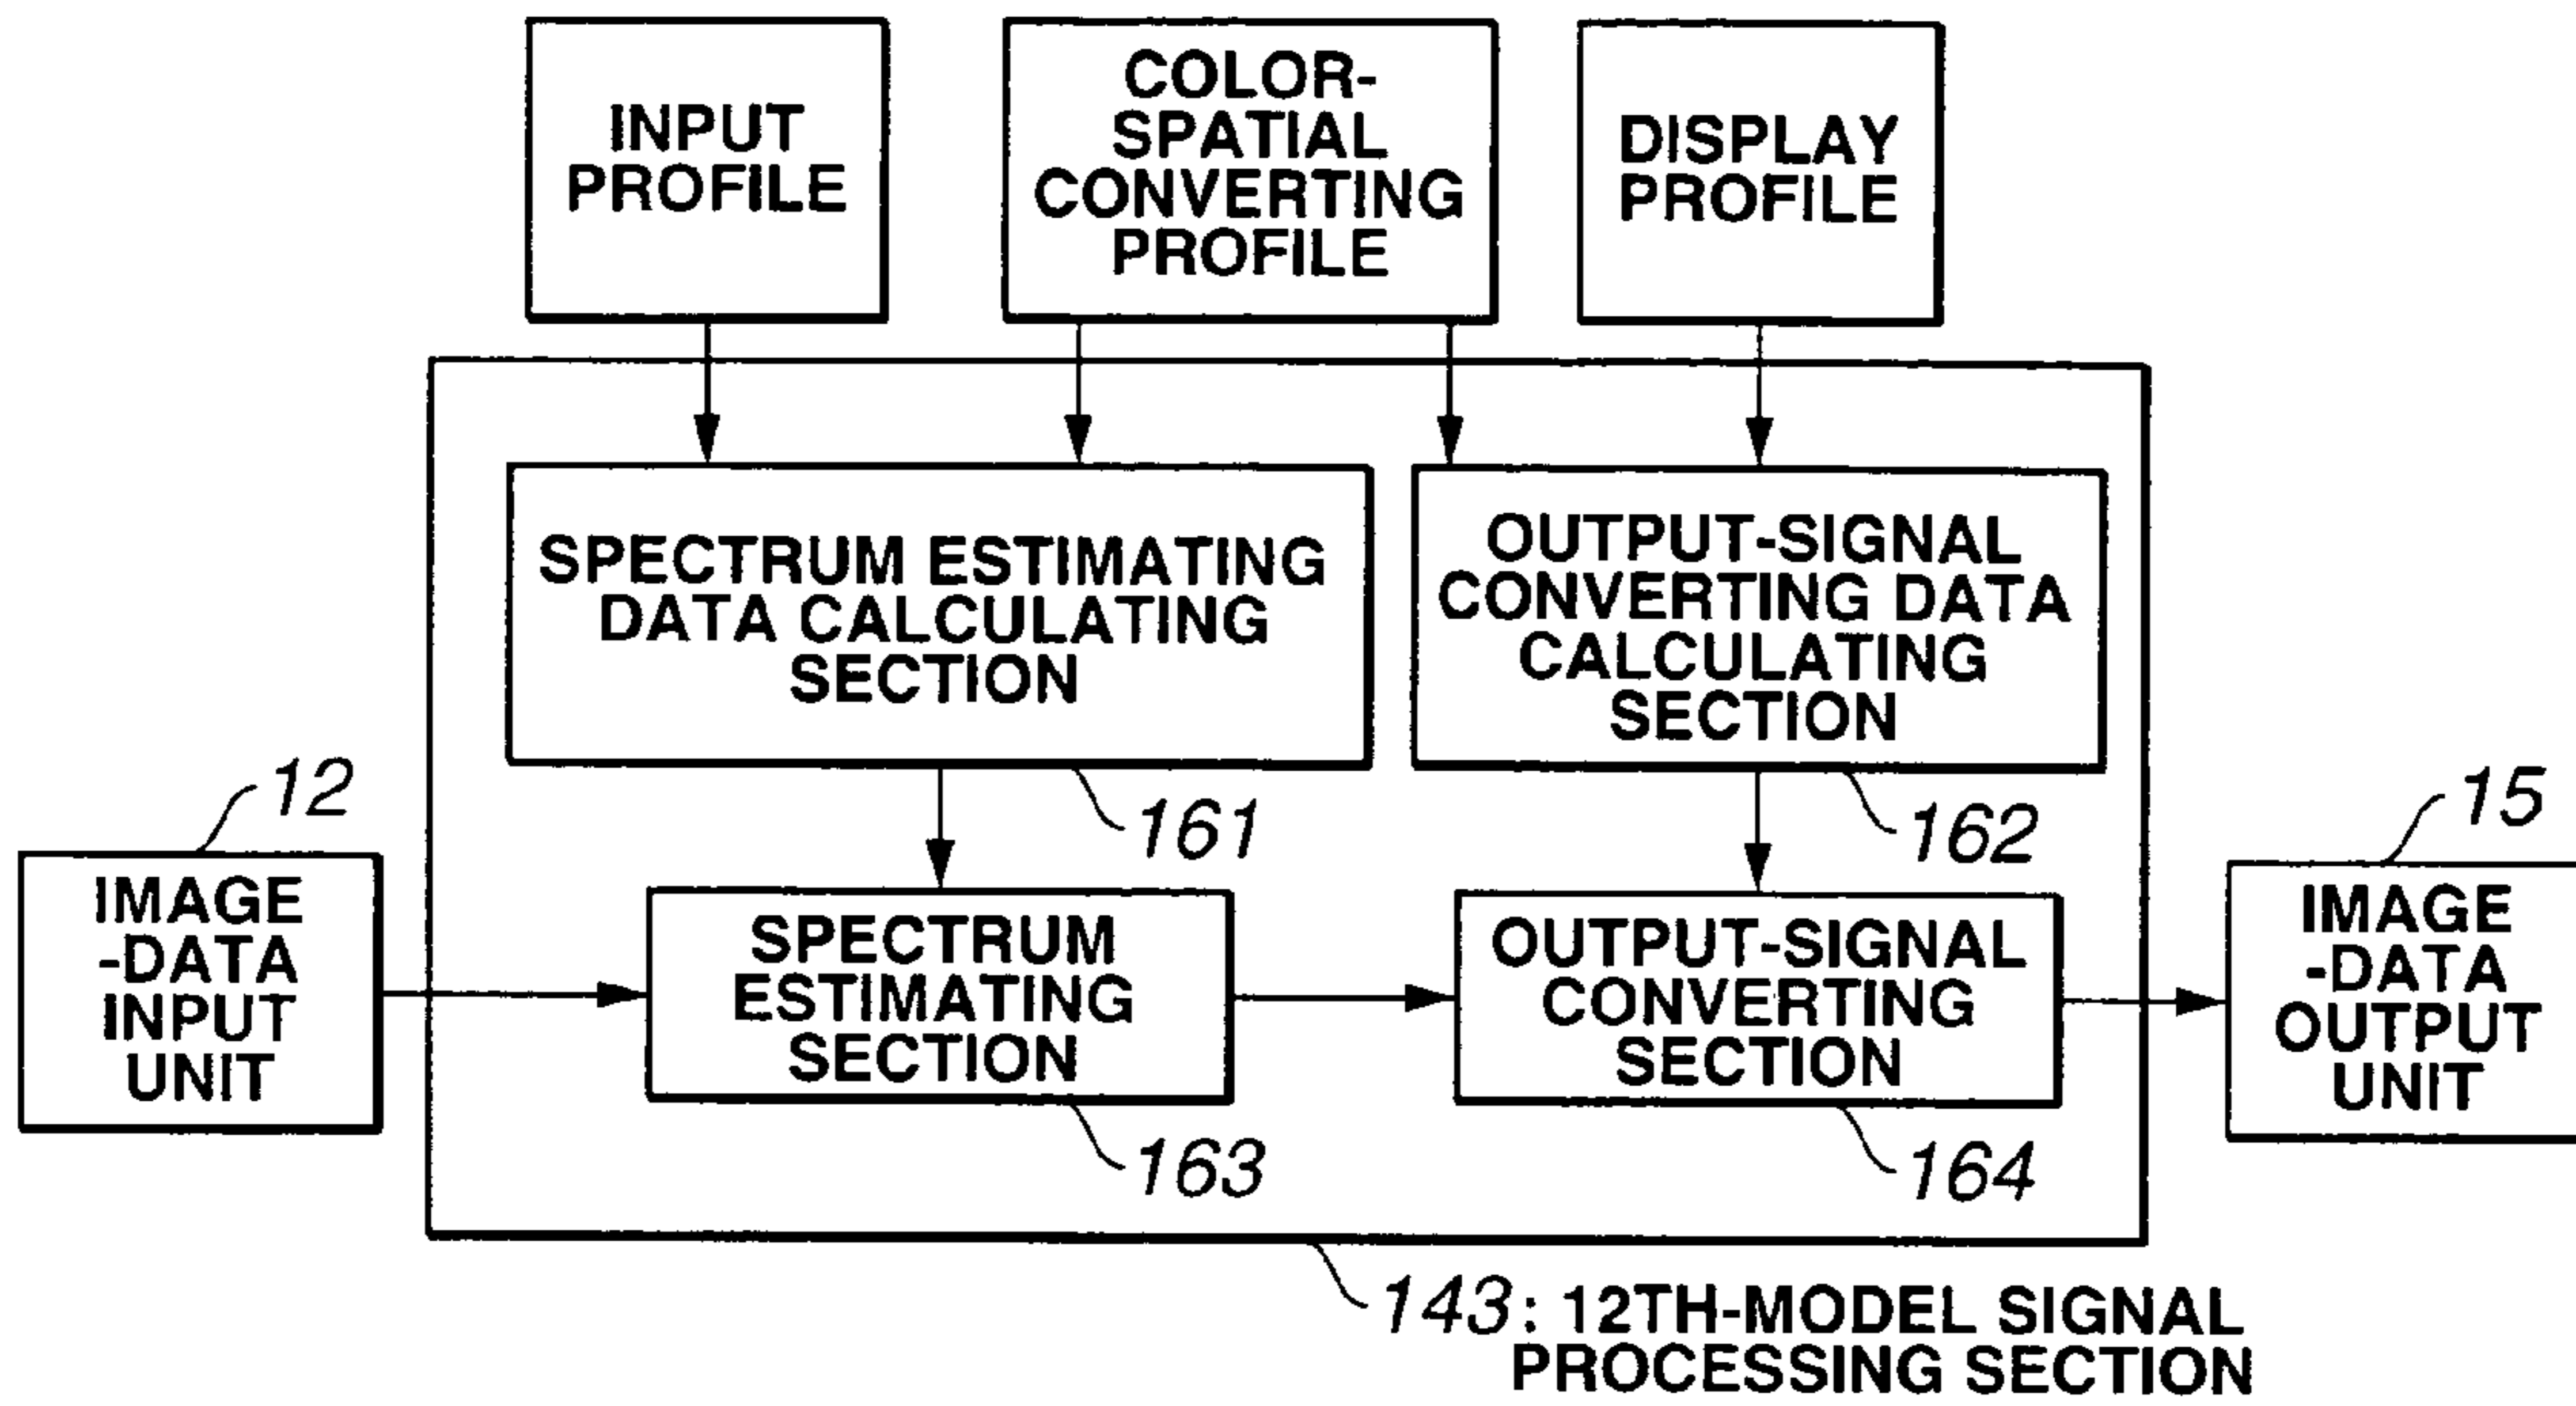 INPUT
PROFILE
COLOR-
SPATIAL
CONVERTING
PROFILE
DISPLAY
PROFILE
SPECTRUM ESTIMATING
DATA CALCULATING
SECTION
161
OUTPUT-SIGNAL
CONVERTING DATA
CALCULATING
SECTION
162
12
IMAGE
-DATA
INPUT
UNIT
SPECTRUM
ESTIMATING
SECTION
163
OUTPUT-SIGNAL
CONVERTING
SECTION
164
15
IMAGE
-DATA
OUTPUT
UNIT
143: 12TH-MODEL SIGNAL
PROCESSING SECTION